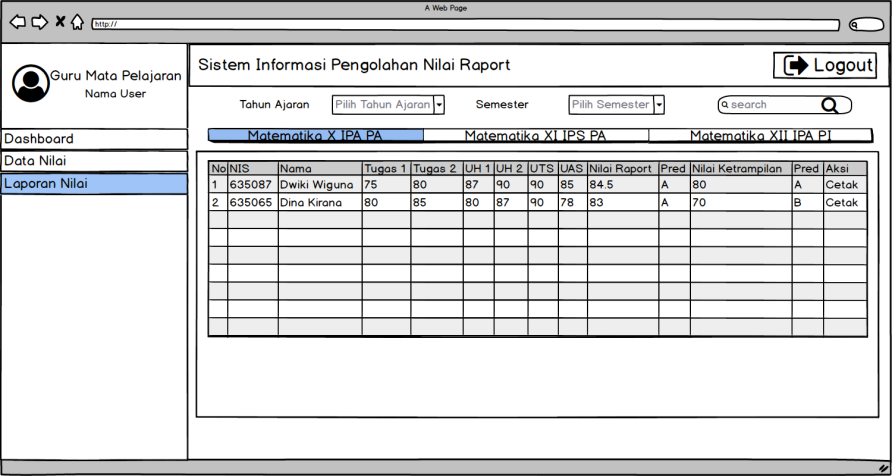 A Web Page
http://
Guru Mata Pelajaran
Nama User
Sistem Informasi Pengolahan Nilai Raport
Logout
Tahun Ajaran Pilih Tahun Ajaran Semester Pilih Semester search
Dashboard
Data Nilai
Laporan Nilai
Matematika X IPA PA Matematika XI IPS PA Matematika XII IPA PI
No NIS Nama Tugas 1 Tugas 2 UH 1 UH 2 UTS UAS Nilai Raport Pred Nilai Ketrampilan Pred Aksi
1 635087 Dwiki Wiguna 75 80 87 90 90 85 84.5 A 80 A Cetak
2 635065 Dina Kirana 80 85 80 87 90 78 83 A 70 B Cetak